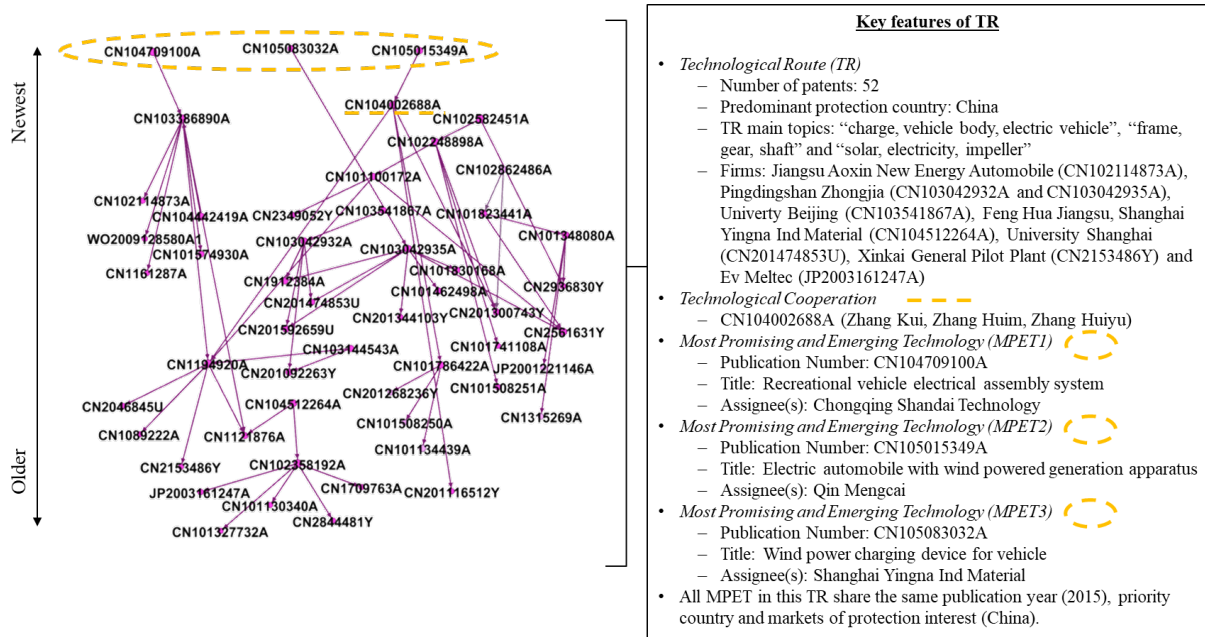 Newest
Older
CN104709100A
CN105083032A
CN105015349A
CN104002688A
CN103386890A
CN102582451A
CN102248898A
CN102862486A
CN101100172A
CN102114873A
CN104442419A
CN2349052Y
CN103541867A
CN101823441A
WO2009128580A1
CN101574930A
CN103042932A
CN103042935A
CN101348080A
CN1161287A
CN101830168A
CN1912384A
CN2936830Y
CN101462498A
CN201474853U
CN201344103Y
CN201300743Y
CN201592659U
CN2561631Y
CN103144543A
CN101741108A
CN1194920A
CN101786422A
JP2001221146A
CN201092263Y
CN201268236Y
CN101508251A
CN2046845U
CN104512264A
CN1315269A
CN1089222A
CN1121876A
CN101508250A
CN101134439A
CN2153486Y
CN102358192A
JP2003161247A
CN1709763A
CN201116512Y
CN101130340A
CN2844481Y
CN101327732A
Key features of TR
• Technological Route (TR)
– Number of patents: 52
– Predominant protection country: China
– TR main topics: “charge, vehicle body, electric vehicle”, “frame,
gear, shaft” and “solar, electricity, impeller”
– Firms: Jiangsu Aoxin New Energy Automobile (CN102114873A),
Pingdingshan Zhongjia (CN103042932A and CN103042935A),
Univerty Beijing (CN103541867A), Feng Hua Jiangsu, Shanghai
Yingna Ind Material (CN104512264A), University Shanghai
(CN201474853U), Xinkai General Pilot Plant (CN2153486Y) and
Ev Meltec (JP2003161247A)
• Technological Cooperation
– CN104002688A (Zhang Kui, Zhang Huim, Zhang Huiyu)
• Most Promising and Emerging Technology (MPET1)
– Publication Number: CN104709100A
– Title: Recreational vehicle electrical assembly system
– Assignee(s): Chongqing Shandai Technology
• Most Promising and Emerging Technology (MPET2)
– Publication Number: CN105015349A
– Title: Electric automobile with wind powered generation apparatus
– Assignee(s): Qin Mengcai
• Most Promising and Emerging Technology (MPET3)
– Publication Number: CN105083032A
– Title: Wind power charging device for vehicle
– Assignee(s): Shanghai Yingna Ind Material
• All MPET in this TR share the same publication year (2015), priority
country and markets of protection interest (China).